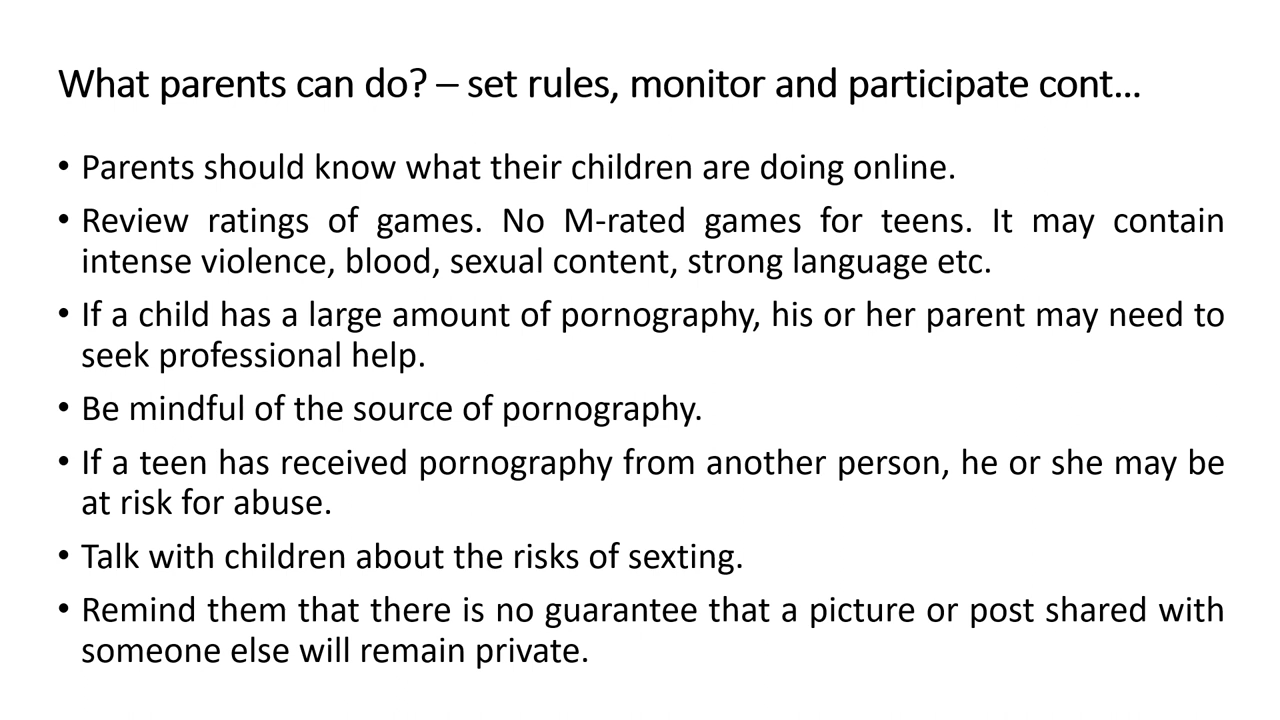 What parents can do? – set rules, monitor and participate cont…
• Parents should know what their children are doing online.
• Review ratings of games. No M-rated games for teens. It may contain
intense violence, blood, sexual content, strong language etc.
• If a child has a large amount of pornography, his or her parent may need to
seek professional help.
• Be mindful of the source of pornography.
• If a teen has received pornography from another person, he or she may be
at risk for abuse.
• Talk with children about the risks of sexting.
• Remind them that there is no guarantee that a picture or post shared with
someone else will remain private.